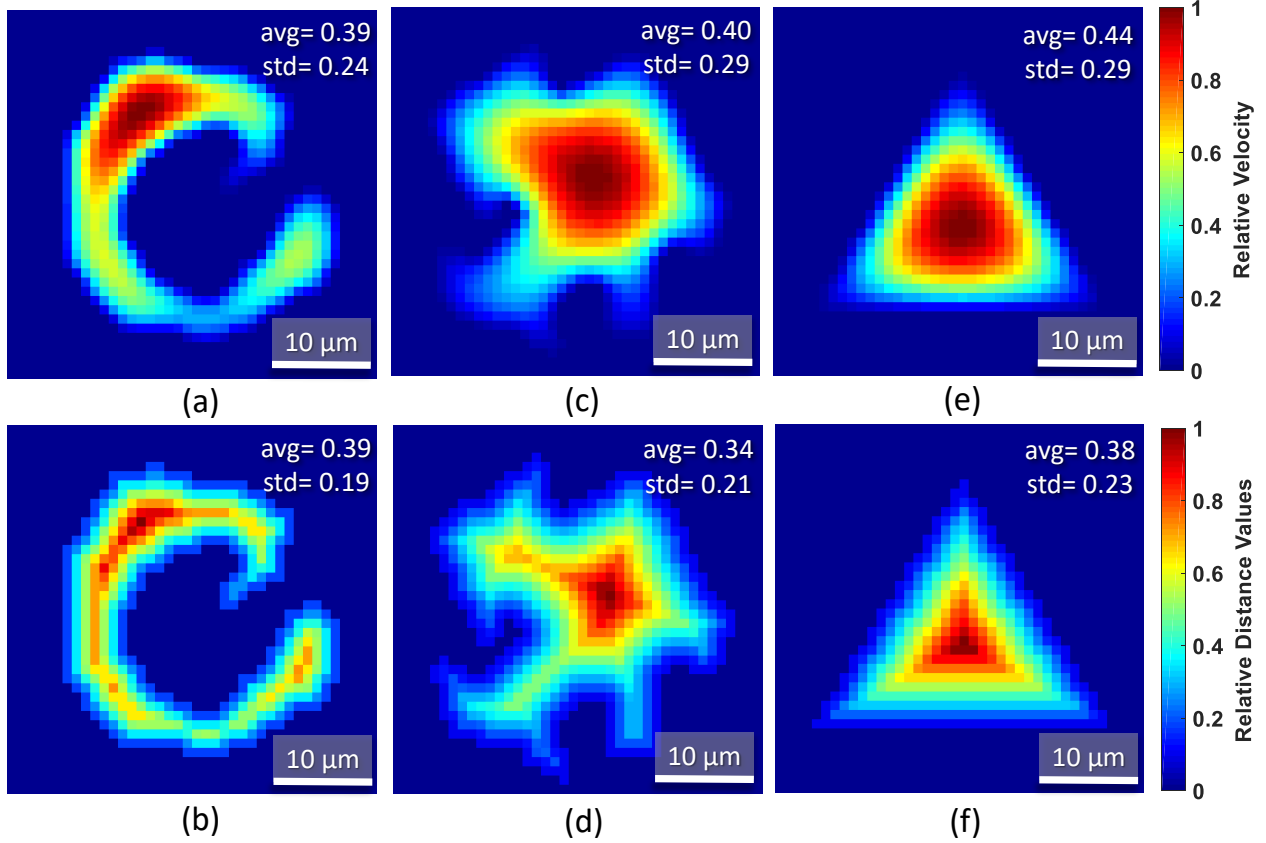 avg= 0.39
std= 0.24
10 µm
(a)
avg= 0.40
std= 0.29
10 µm
(c)
avg= 0.44
std= 0.29
10 µm
(e)
1
0.8
0.6
0.4
0.2
0
Relative Velocity
avg= 0.39
std= 0.19
10 µm
(b)
avg= 0.34
std= 0.21
10 µm
(d)
avg= 0.38
std= 0.23
10 µm
(f)
1
0.8
0.6
0.4
0.2
0
Relative Distance Values